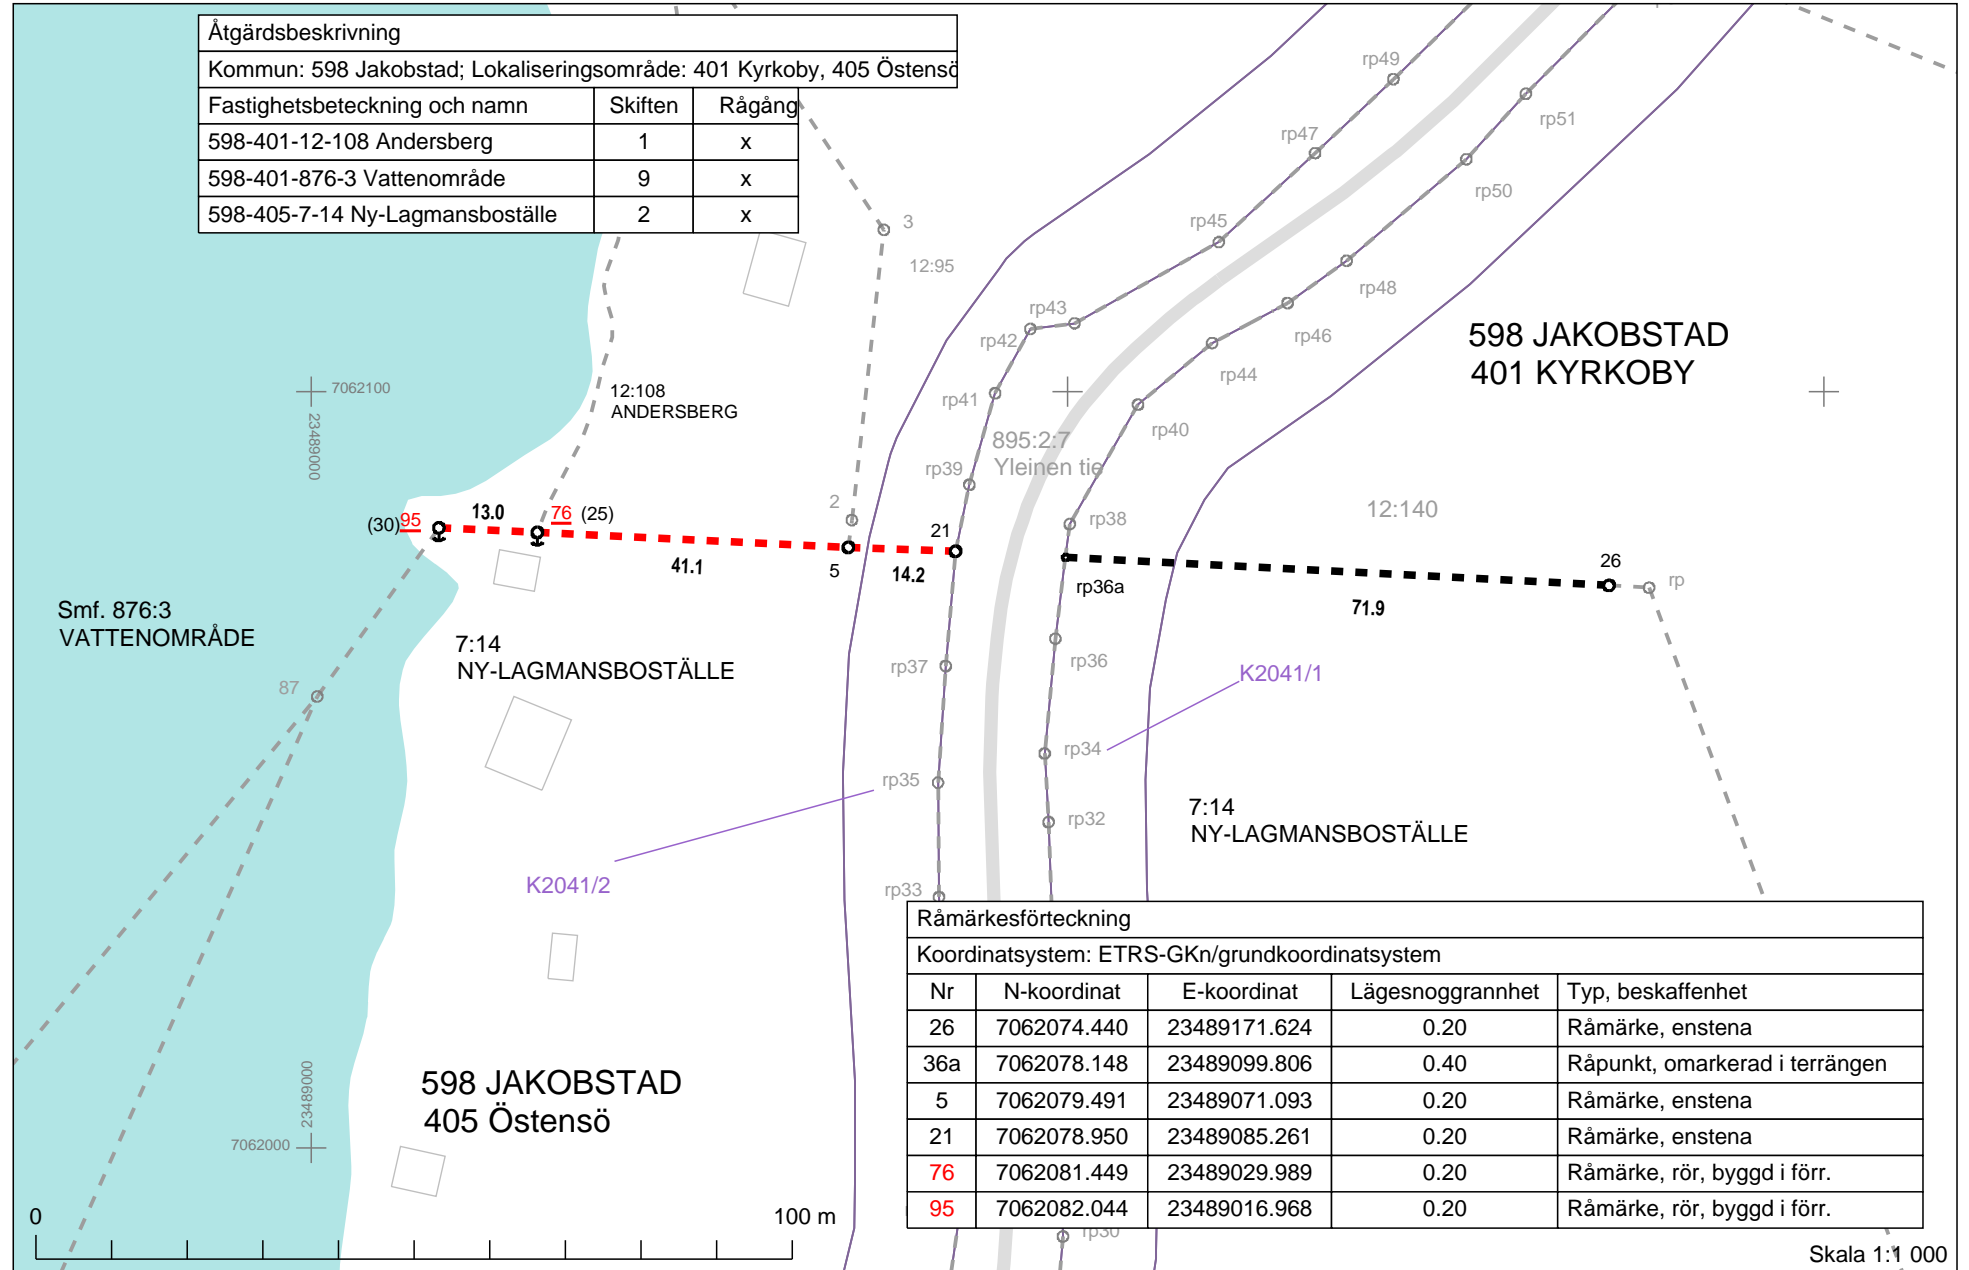 Åtgärdsbeskrivning
Kommun: 598 Jakobstad; Lokaliseringsområde: 401 Kyrkoby, 405 Östensö
Fastighetsbeteckning och namn Skiften Rågång
598-401-12-108 Andersberg 1 x
598-401-876-3 Vattenområde 9 x
598-405-7-14 Ny-Lagmansboställe 2 x
3
12:95
rp49
rp51
rp47
rp50
rp45
rp48
rp43
rp42
rp46
rp44
598 JAKOBSTAD
401 KYRKOBY
7062100
23489000
12:108
ANDERSBERG
rp41
rp40
895:2:7
Yleinen tie
rp39
2
rp38
12:140
(30) 95
13.0
76 (25)
41.1
5
21
14.2
rp36a
71.9
26
rp
Smf. 876:3
VATTENOMRÅDE
7:14
NY-LAGMANSBOSTÄLLE
rp37
rp36
K2041/1
87
rp34
rp35
rp32
7:14
NY-LAGMANSBOSTÄLLE
K2041/2
rp33
Råmärkesförteckning
Koordinatsystem: ETRS-GKn/grundkoordinatsystem
Nr N-koordinat E-koordinat Lägesnoggrannhet Typ, beskaffenhet
26 7062074.440 23489171.624 0.20 Råmärke, enstena
36a 7062078.148 23489099.806 0.40 Råpunkt, omarkerad i terrängen
5 7062079.491 23489071.093 0.20 Råmärke, enstena
21 7062078.950 23489085.261 0.20 Råmärke, enstena
76 7062081.449 23489029.989 0.20 Råmärke, rör, byggd i förr.
95 7062082.044 23489016.968 0.20 Råmärke, rör, byggd i förr.
598 JAKOBSTAD
405 Östensö
23489000
7062000
0 100 m
rp30
Skala 1:1 000